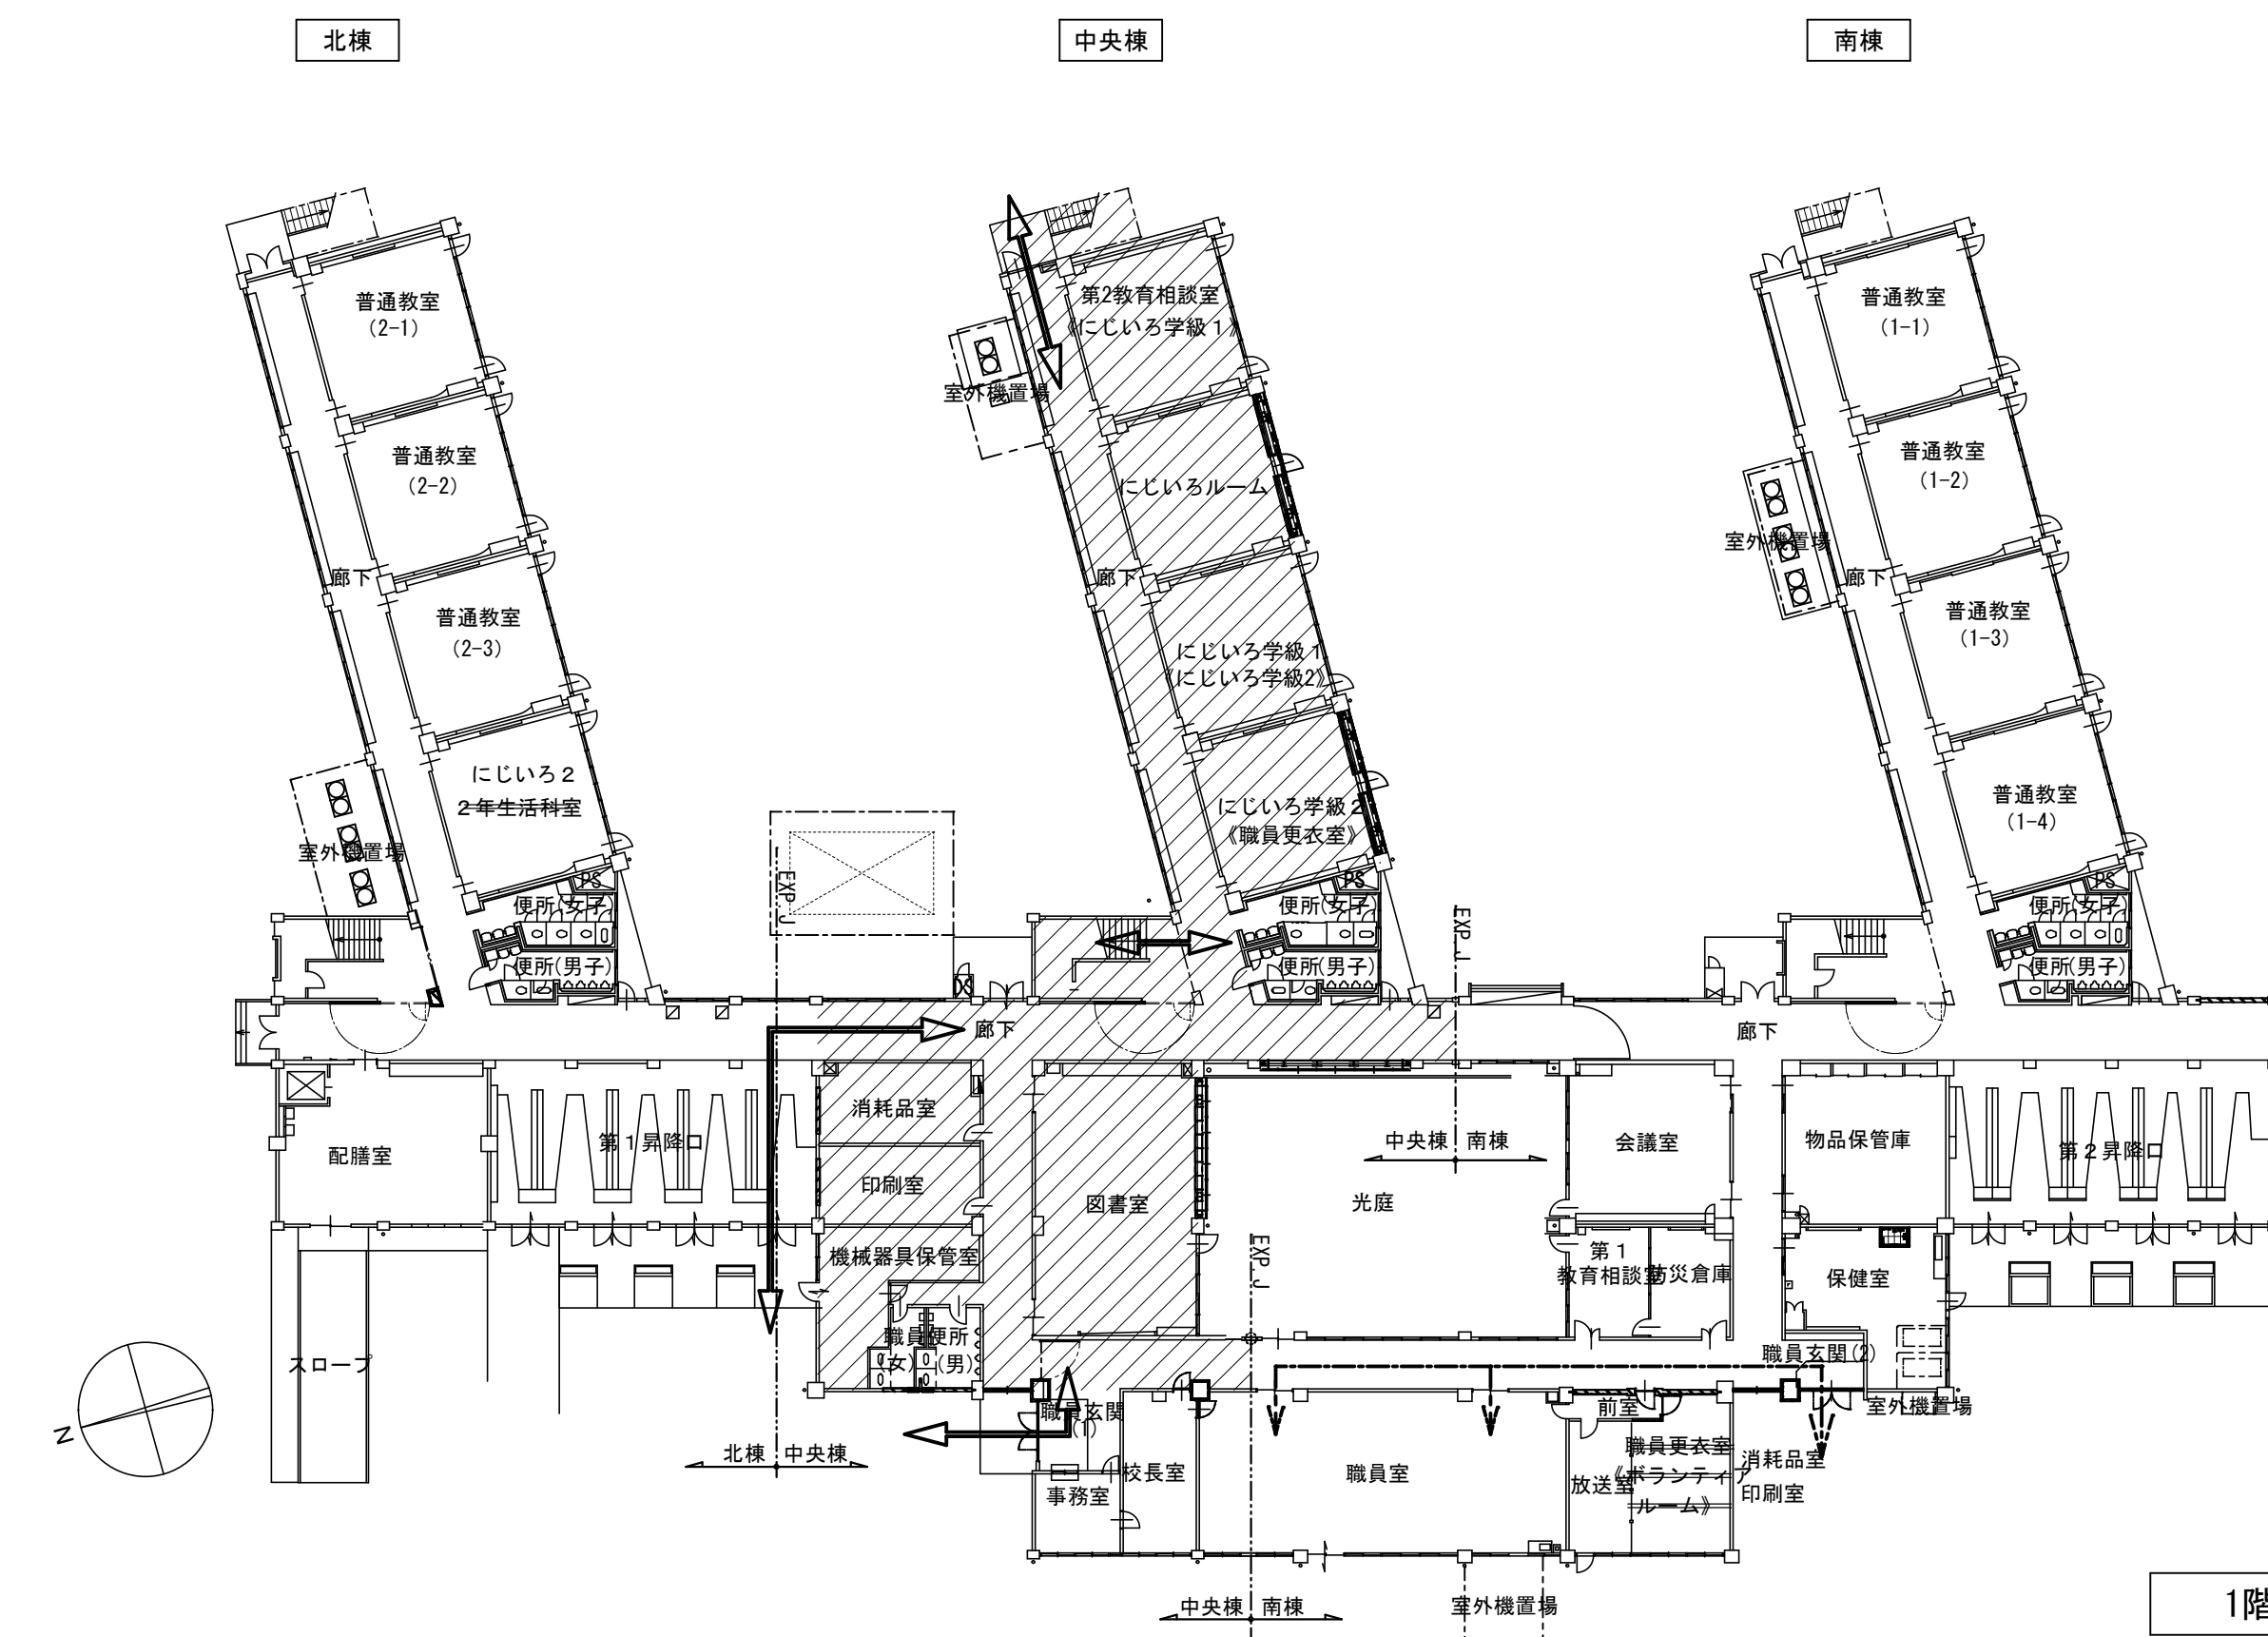 北棟
中央棟
南棟
普通教室
(2-1)
普通教室
(2-2)
廊下
普通教室
(2-3)
にじいろ２
２年生活科室
室外機置場
PS
便所(女子)
便所(男子)
第2教育相談室
《にじいろ学級１》
室外機置場
にじいろルーム
廊下
にじいろ学級１
《にじいろ学級2》
にじいろ学級２
《職員更衣室》
PS
便所(女子)
便所(男子)
普通教室
(1-1)
普通教室
(1-2)
室外機置場
廊下
普通教室
(1-3)
普通教室
(1-4)
PS
便所(女子)
便所(男子)
EXP.J
EXP.J
廊下
廊下
配膳室
第１昇降口
消耗品室
印刷室
機械器具保管室
職員便所
(女)
(男)
図書室
中央棟
南棟
光庭
EXP.J
会議室
第１
教育相談室
防災倉庫
物品保管庫
第２昇降口
保健室
職員玄関(2)
室外機置場
スロープ
N
職員玄関
(1)
北棟
中央棟
事務室
校長室
職員室
前室
放送室
職員更衣室
《ボランティア
ルーム》
消耗品室
印刷室
中央棟
南棟
室外機置場
1階